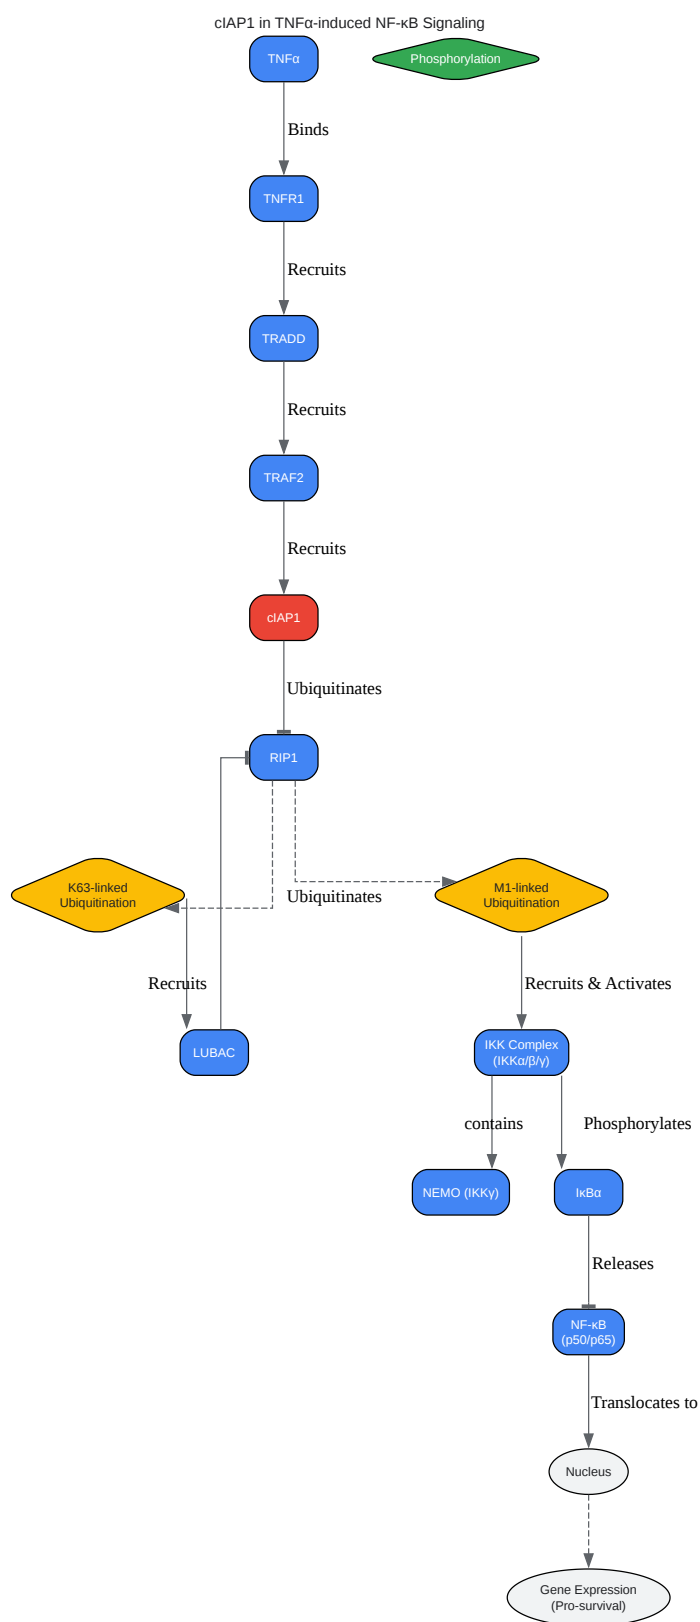 cIAP1 in TNFα-induced NF-κB Signaling
TNFα
Phosphorylation
Binds
TNFR1
Recruits
TRADD
Recruits
TRAF2
Recruits
cIAP1
Ubiquitinates
RIP1
K63-linked
Ubiquitination
Ubiquitinates
M1-linked
Ubiquitination
Recruits
Recruits & Activates
LUBAC
IKK Complex
(IKKα/β/γ)
contains
Phosphorylates
NEMO (IKKγ)
IκBα
Releases
NF-κB
(p50/p65)
Translocates to
Nucleus
Gene Expression
(Pro-survival)